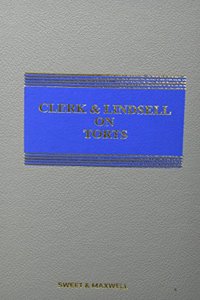 CLERK & LINDSELL
ON
TORTS
SWEET & MAXWELL